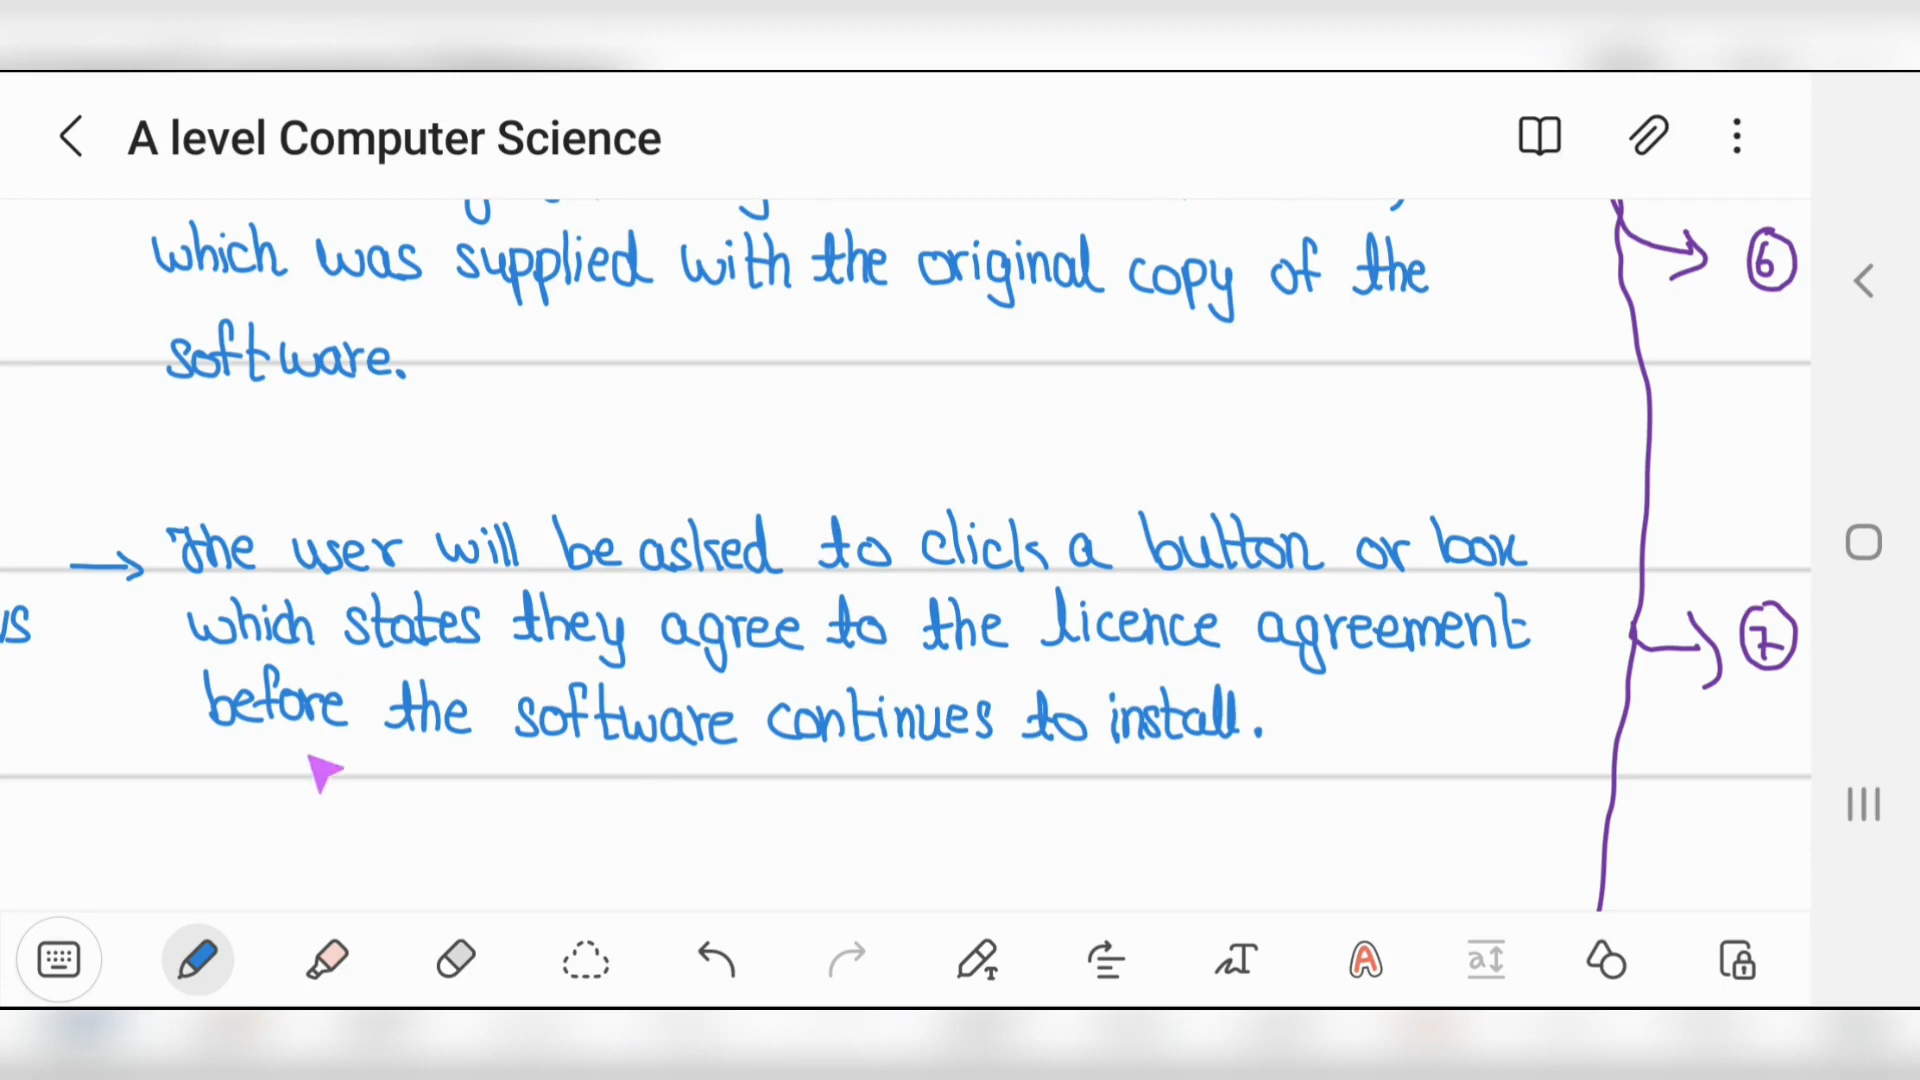 A level Computer Science
which was supplied with the original copy of the
6
software.
The user will be asked to click a button or box
which states they agree to the licence agreement
7
before the software continues to install.